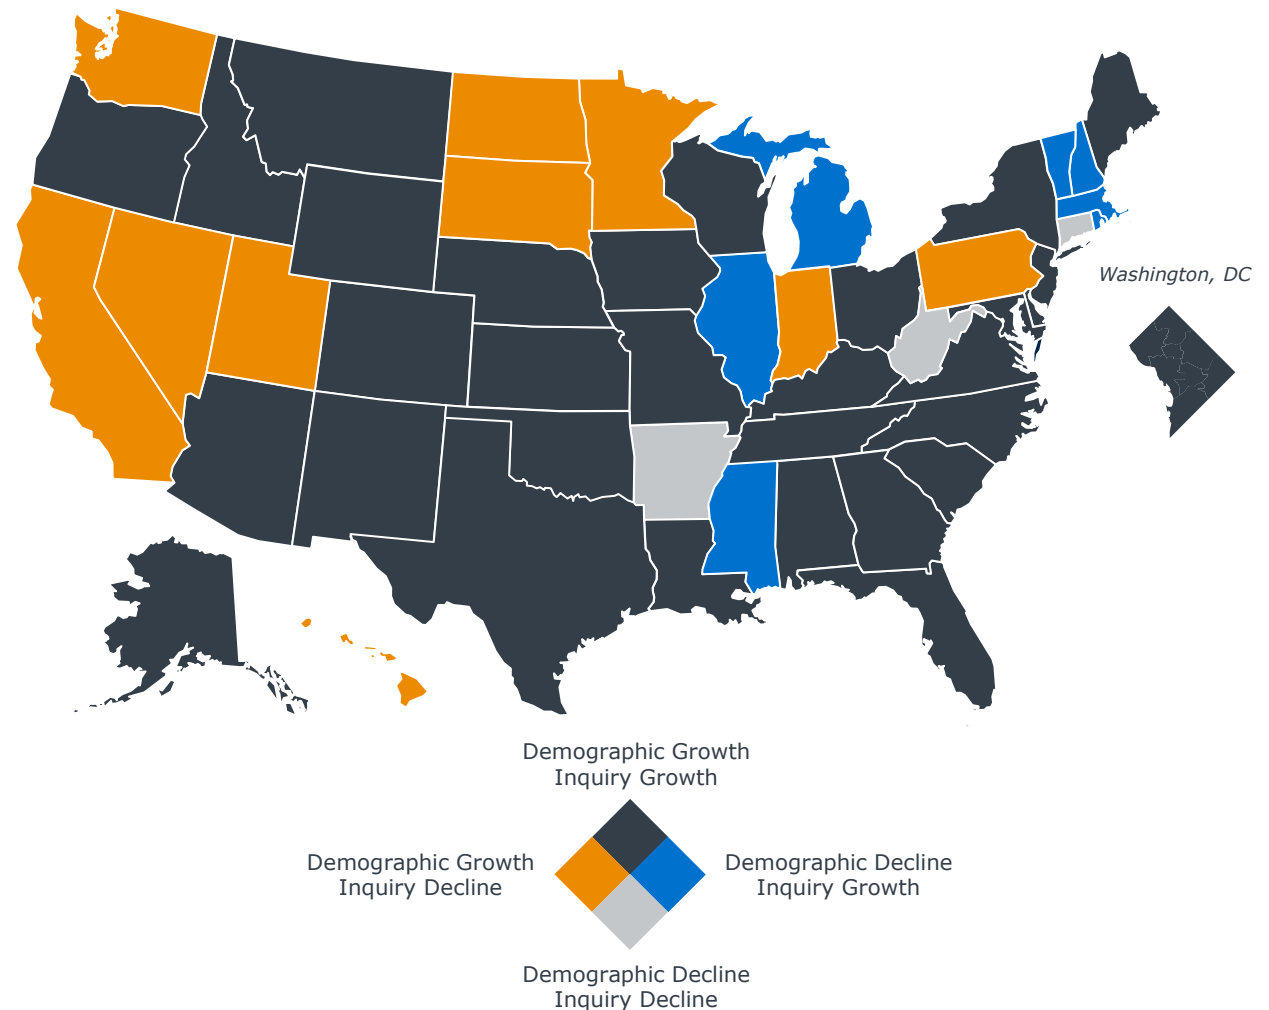 Washington, DC
Demographic Growth
Inquiry Growth
Demographic Growth
Inquiry Decline
Demographic Decline
Inquiry Growth
Demographic Decline
Inquiry Decline